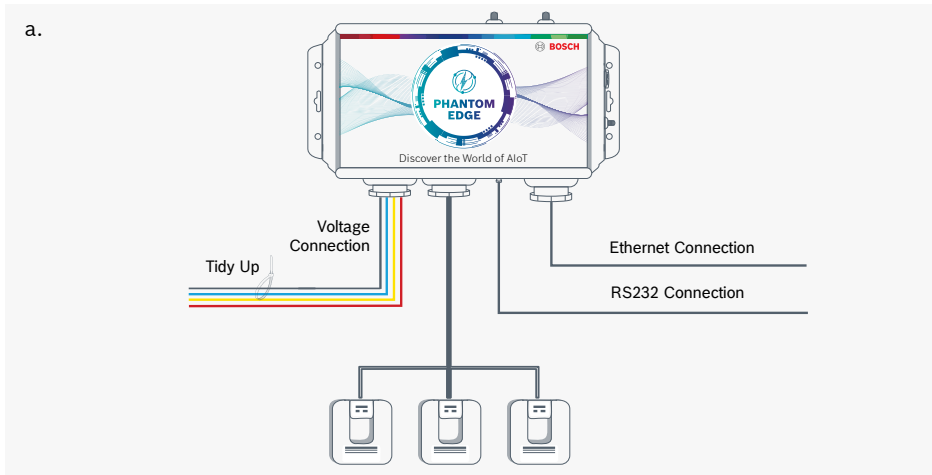 a.
BOSCH
PHANTOM
EDGE
Discover the World of AIoT
Voltage
Connection
Tidy Up
Ethernet Connection
RS232 Connection